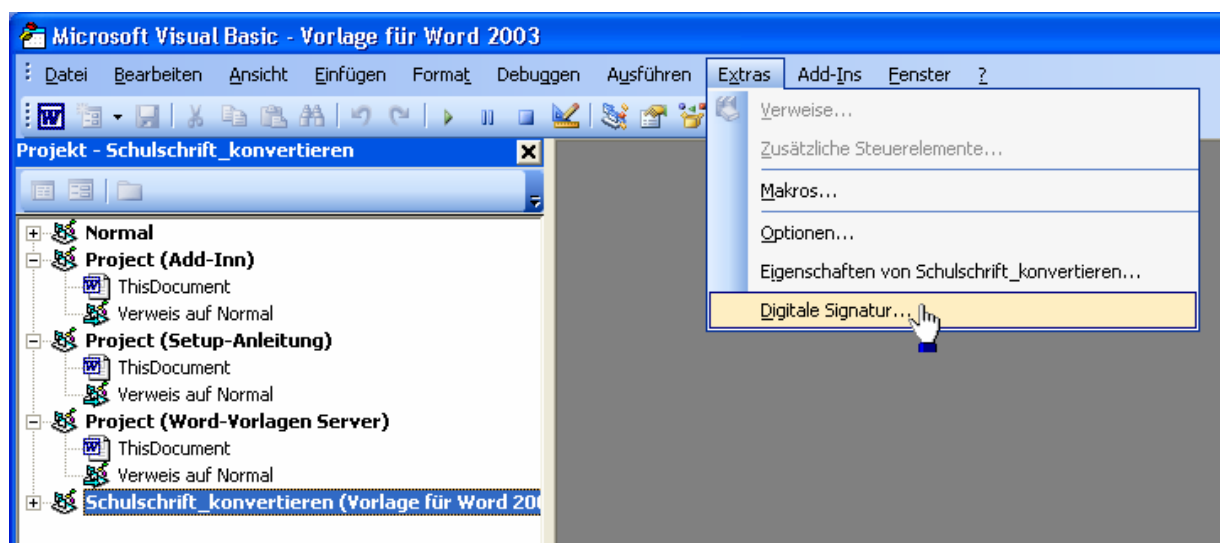 Microsoft Visual Basic - Vorlage für Word 2003
Datei Bearbeiten Ansicht Einfügen Format Debuggen Ausführen Extras Add-Ins Fenster ?
Verweise...
Zusätzliche Steuerelemente...
Makros...
Optionen...
Eigenschaften von Schulschrift_konvertieren...
Digitale Signatur...
Projekt - Schulschrift_konvertieren
Normal
Project (Add-Inn)
ThisDocument
Verweis auf Normal
Project (Setup-Anleitung)
ThisDocument
Verweis auf Normal
Project (Word-Vorlagen Server)
ThisDocument
Verweis auf Normal
Schulschrift_konvertieren (Vorlage für Word 200